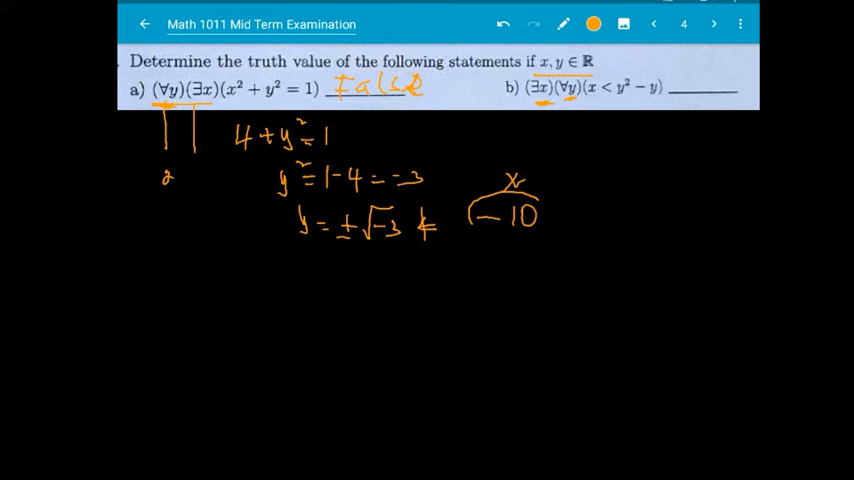 Math 1011 Mid Term Examination
4
. Determine the truth value of the following statements if x, y ∈ ℝ
a) (∀y)(∃x)(x² + y² = 1) False
b) (∃x)(∀y)(x < y² − y) ________
4 + y² = 1
2
y² = 1 - 4 = -3
x
y = ± √-3
-10